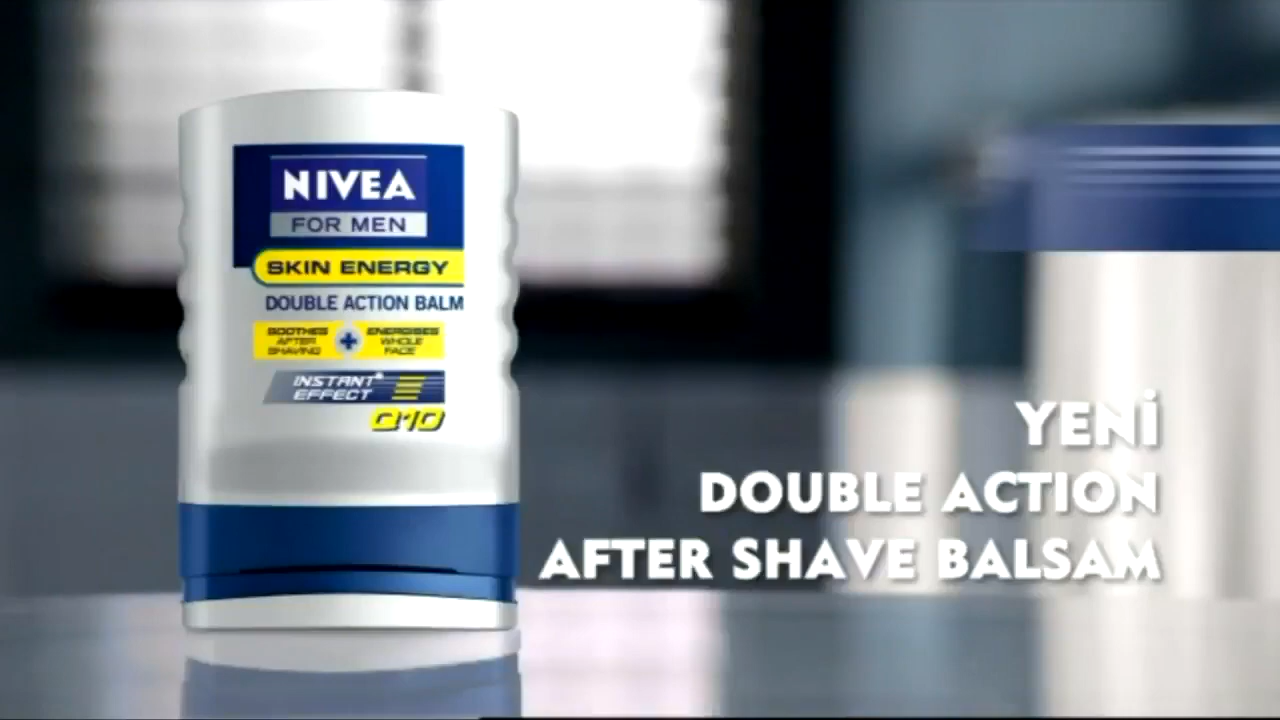 NIVEA
FOR MEN
SKIN ENERGY
DOUBLE ACTION BALM
SOOTHES AFTER SHAVING + ENERGISES WHOLE FACE
INSTANT EFFECT
Q10
YENİ
DOUBLE ACTION
AFTER SHAVE BALSAM